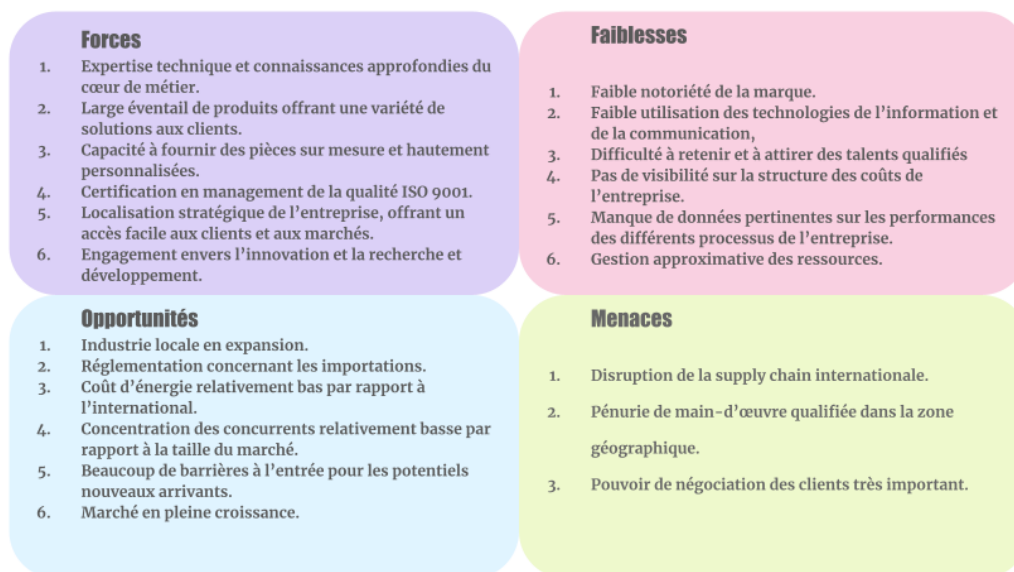 Forces
1. Expertise technique et connaissances approfondies du
cœur de métier.
2. Large éventail de produits offrant une variété de
solutions aux clients.
3. Capacité à fournir des pièces sur mesure et hautement
personnalisées.
4. Certification en management de la qualité ISO 9001.
5. Localisation stratégique de l'entreprise, offrant un
accès facile aux clients et aux marchés.
6. Engagement envers l'innovation et la recherche et
développement.
Faiblesses
1. Faible notoriété de la marque.
2. Faible utilisation des technologies de l'information et
de la communication,
3. Difficulté à retenir et à attirer des talents qualifiés
4. Pas de visibilité sur la structure des coûts de
l'entreprise.
5. Manque de données pertinentes sur les performances
des différents processus de l'entreprise.
6. Gestion approximative des ressources.
Opportunités
1. Industrie locale en expansion.
2. Réglementation concernant les importations.
3. Coût d'énergie relativement bas par rapport à
l'international.
4. Concentration des concurrents relativement basse par
rapport à la taille du marché.
5. Beaucoup de barrières à l'entrée pour les potentiels
nouveaux arrivants.
6. Marché en pleine croissance.
Menaces
1. Disruption de la supply chain internationale.
2. Pénurie de main-d'œuvre qualifiée dans la zone
géographique.
3. Pouvoir de négociation des clients très important.